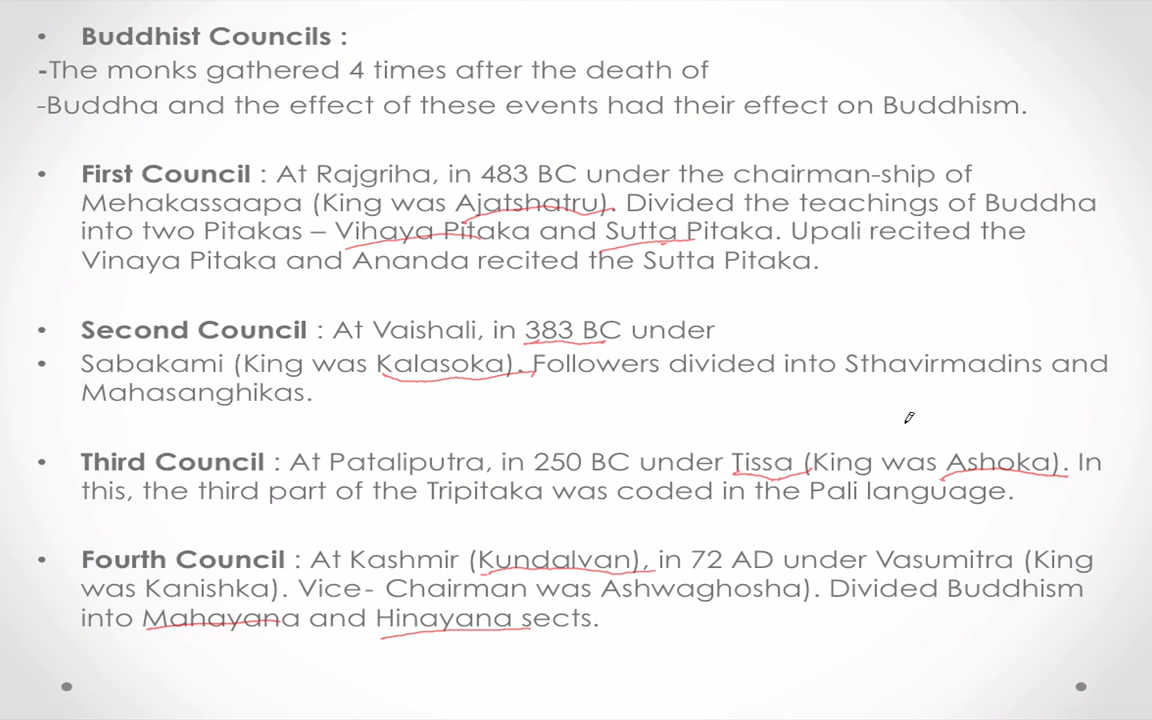 • Buddhist Councils :
-The monks gathered 4 times after the death of
-Buddha and the effect of these events had their effect on Buddhism.
• First Council : At Rajgriha, in 483 BC under the chairman-ship of
Mehakassaapa (King was Ajatshatru). Divided the teachings of Buddha
into two Pitakas – Vihaya Pitaka and Sutta Pitaka. Upali recited the
Vinaya Pitaka and Ananda recited the Sutta Pitaka.
• Second Council : At Vaishali, in 383 BC under
• Sabakami (King was Kalasoka). Followers divided into Sthavirmadins and
Mahasanghikas.
• Third Council : At Pataliputra, in 250 BC under Tissa (King was Ashoka). In
this, the third part of the Tripitaka was coded in the Pali language.
• Fourth Council : At Kashmir (Kundalvan), in 72 AD under Vasumitra (King
was Kanishka). Vice- Chairman was Ashwaghosha). Divided Buddhism
into Mahayana and Hinayana sects.